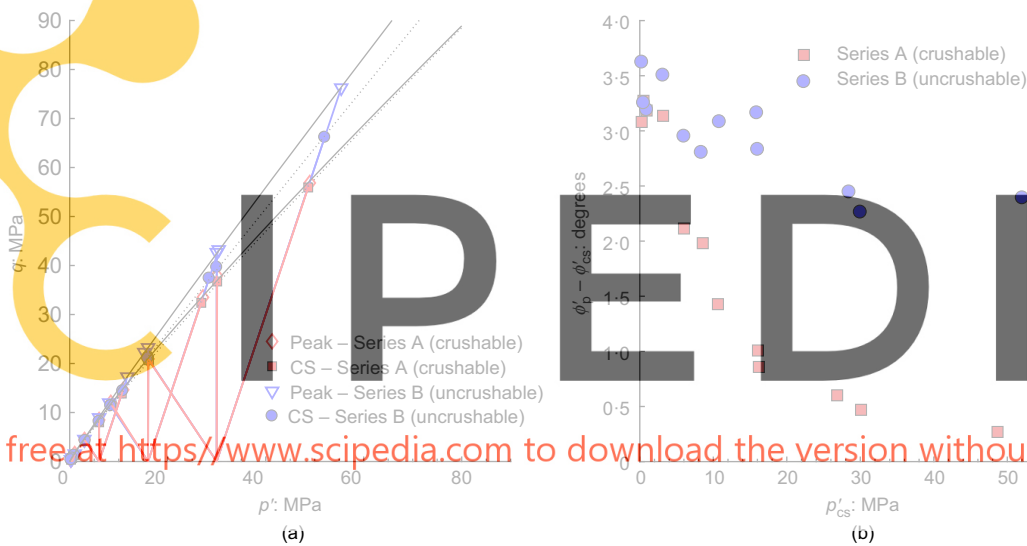 90
80
70
60
50
40
30
20
10
0
q: MPa
0
20
40
60
80
p′: MPa
(a)
Peak – Series A (crushable)
CS – Series A (crushable)
Peak – Series B (uncrushable)
CS – Series B (uncrushable)
4·0
3·5
3·0
2·5
2·0
1·5
1·0
0·5
0
ϕ′p – ϕ′cs: degrees
0
10
20
30
40
50
p′cs: MPa
(b)
Series A (crushable)
Series B (uncrushable)
CIPEDI
free at https://www.scipedia.com to download the version withou